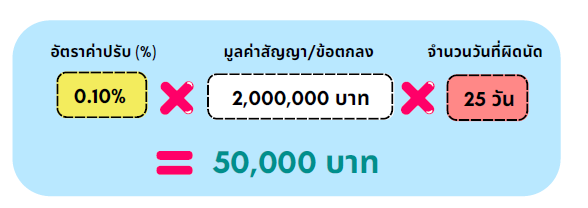 อัตราค่าปรับ (%) มูลค่าสัญญา/ข้อตกลง จำนวนวันที่ผิดนัด
0.10% × 2,000,000 บาท × 25 วัน
= 50,000 บาท